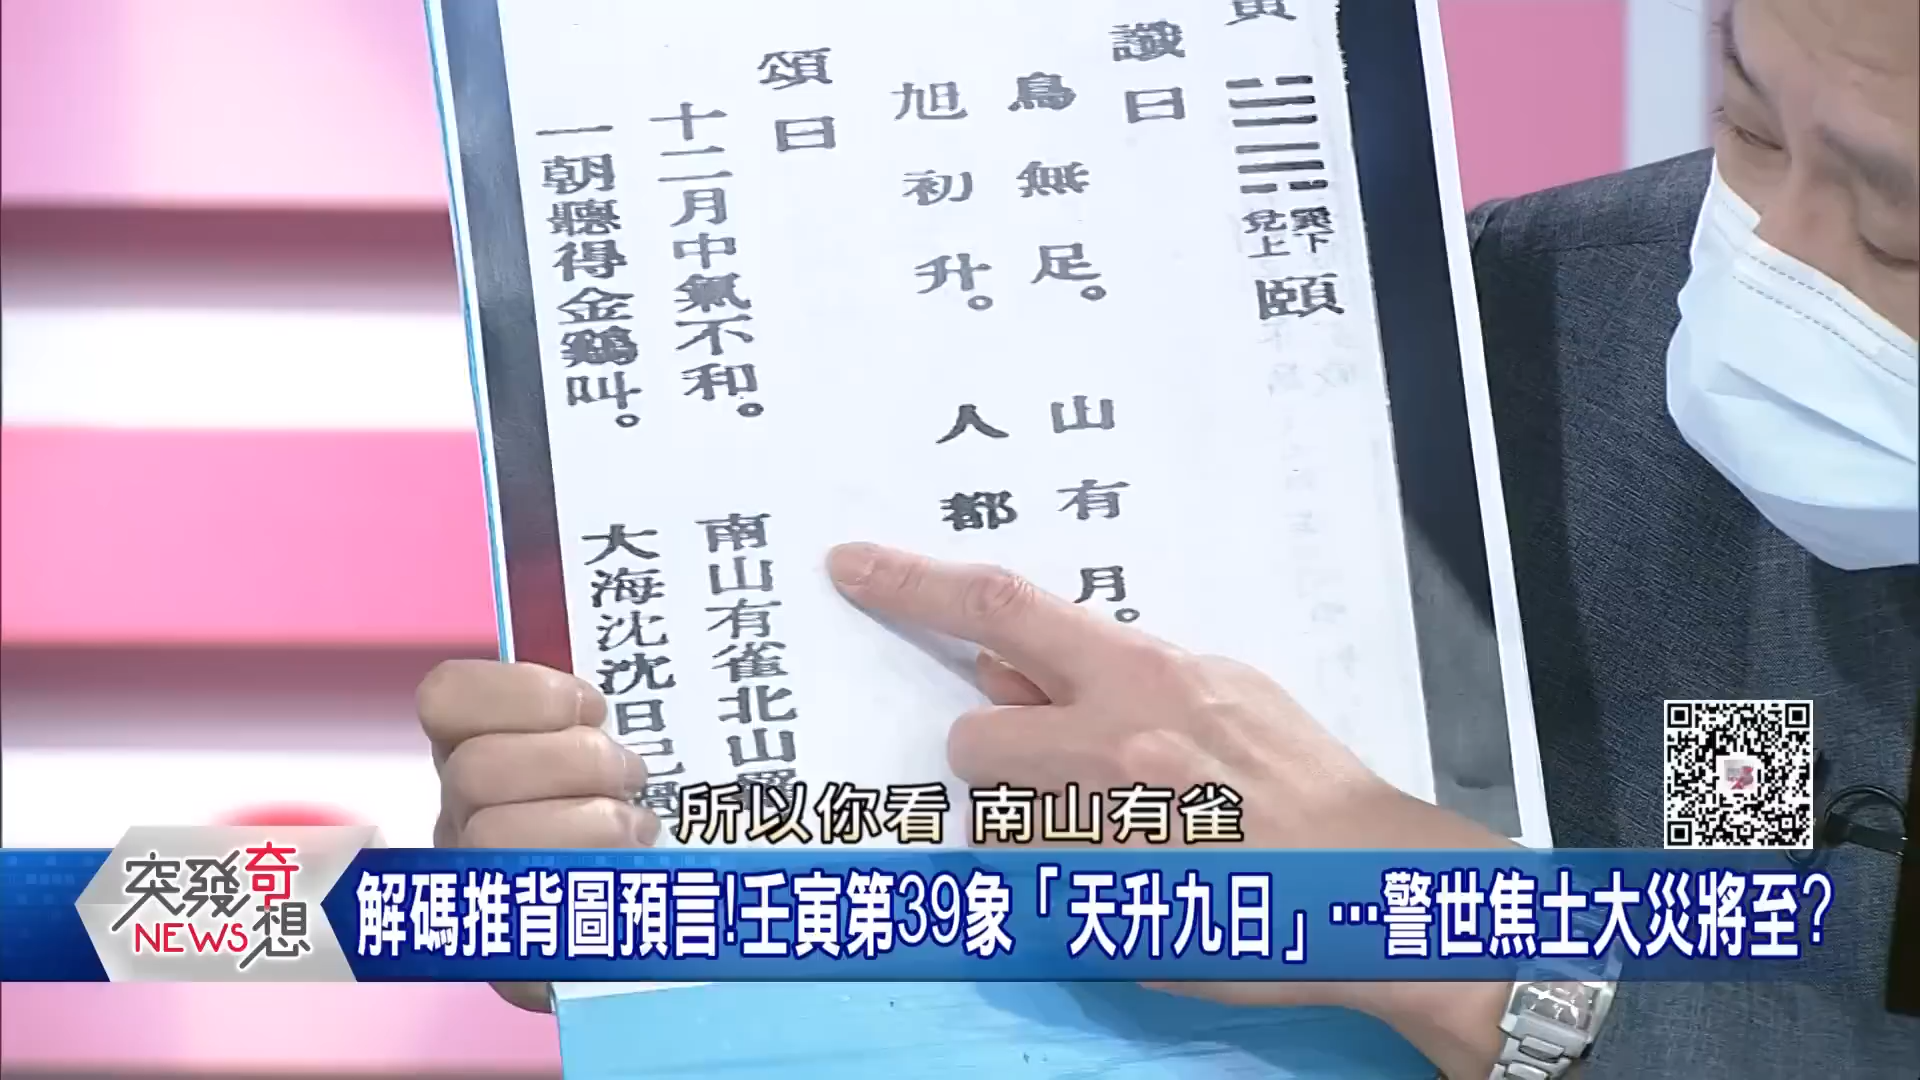 寅
巽下
兌上
頤
讖曰
鳥無足。山有月。
旭初升。人都
頌曰
十二月中氣不和。南山有雀北山羅
一朝聽得金鷄叫。大海沈沈日已過
所以你看 南山有雀
突發奇想
NEWS
解碼推背圖預言!壬寅第39象「天升九日」…警世焦土大災將至?